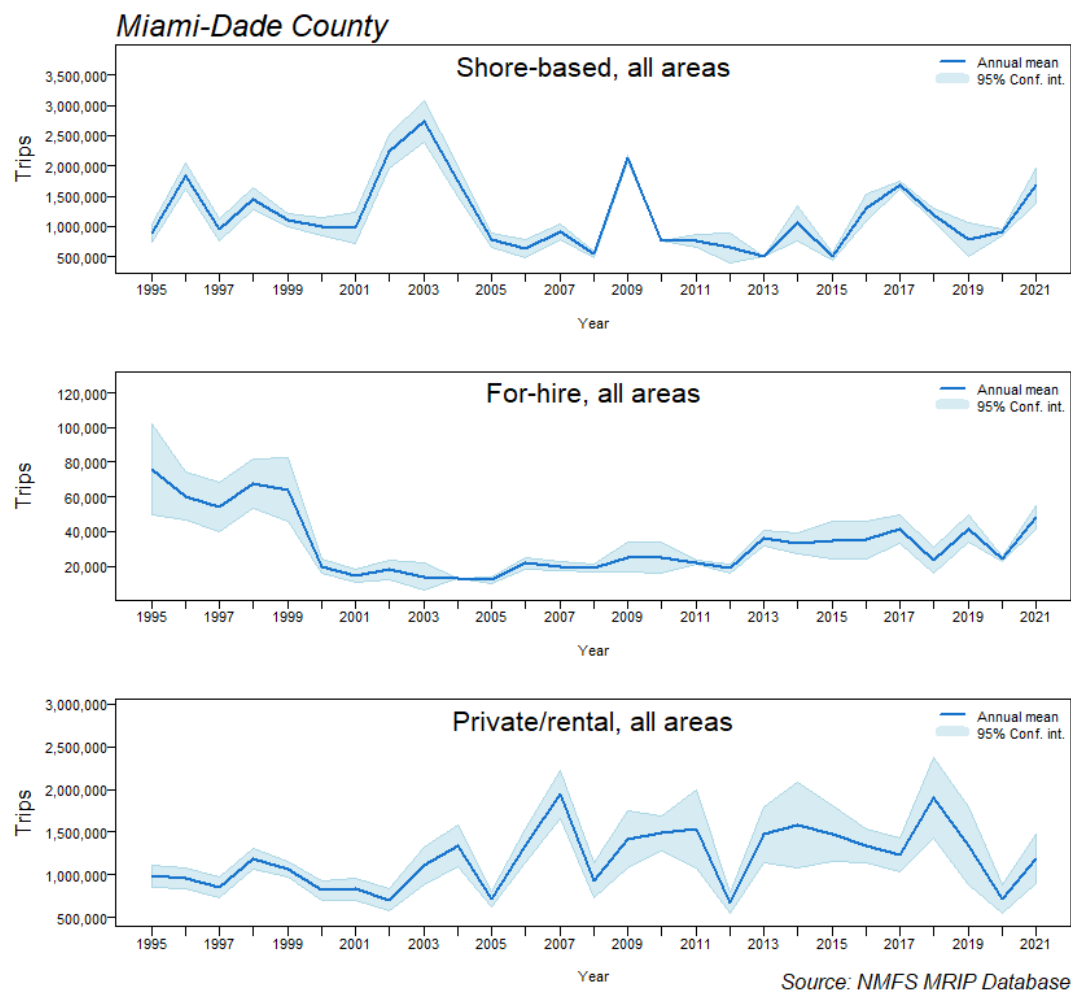 Miami-Dade County
Shore-based, all areas
Annual mean
95% Conf. int.
Trips
3,500,000
3,000,000
2,500,000
2,000,000
1,500,000
1,000,000
500,000
1995 1997 1999 2001 2003 2005 2007 2009 2011 2013 2015 2017 2019 2021
Year
For-hire, all areas
Annual mean
95% Conf. int.
Trips
120,000
100,000
80,000
60,000
40,000
20,000
1995 1997 1999 2001 2003 2005 2007 2009 2011 2013 2015 2017 2019 2021
Year
Private/rental, all areas
Annual mean
95% Conf. int.
Trips
3,000,000
2,500,000
2,000,000
1,500,000
1,000,000
500,000
1995 1997 1999 2001 2003 2005 2007 2009 2011 2013 2015 2017 2019 2021
Year
Source: NMFS MRIP Database